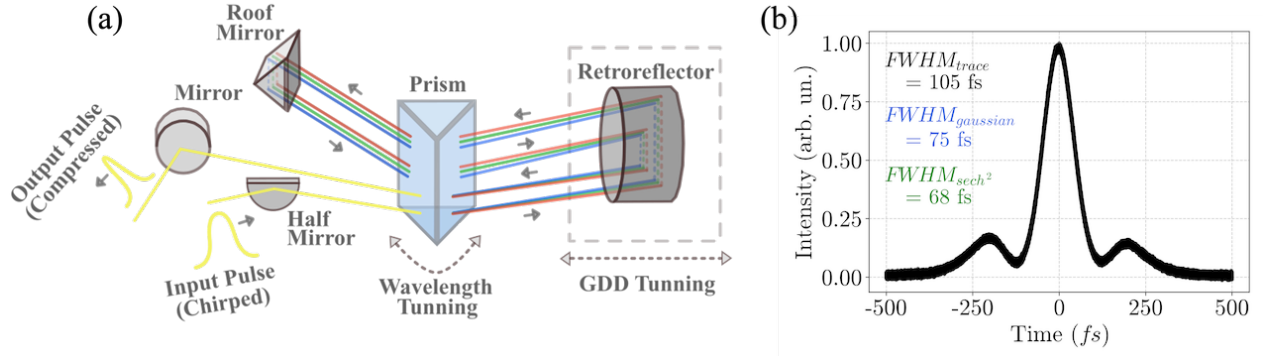 (a)
Roof
Mirror
Mirror
Prism
Retroreflector
Output Pulse
(Compressed)
Half
Mirror
Input Pulse
(Chirped)
Wavelength
Tunning
GDD Tunning
(b)
Intensity (arb. un.)
1.00
0.75
0.50
0.25
0.00
FWHM_trace
= 105 fs
FWHM_gaussian
= 75 fs
FWHM_sech²
= 68 fs
-500
-250
0
250
500
Time (fs)